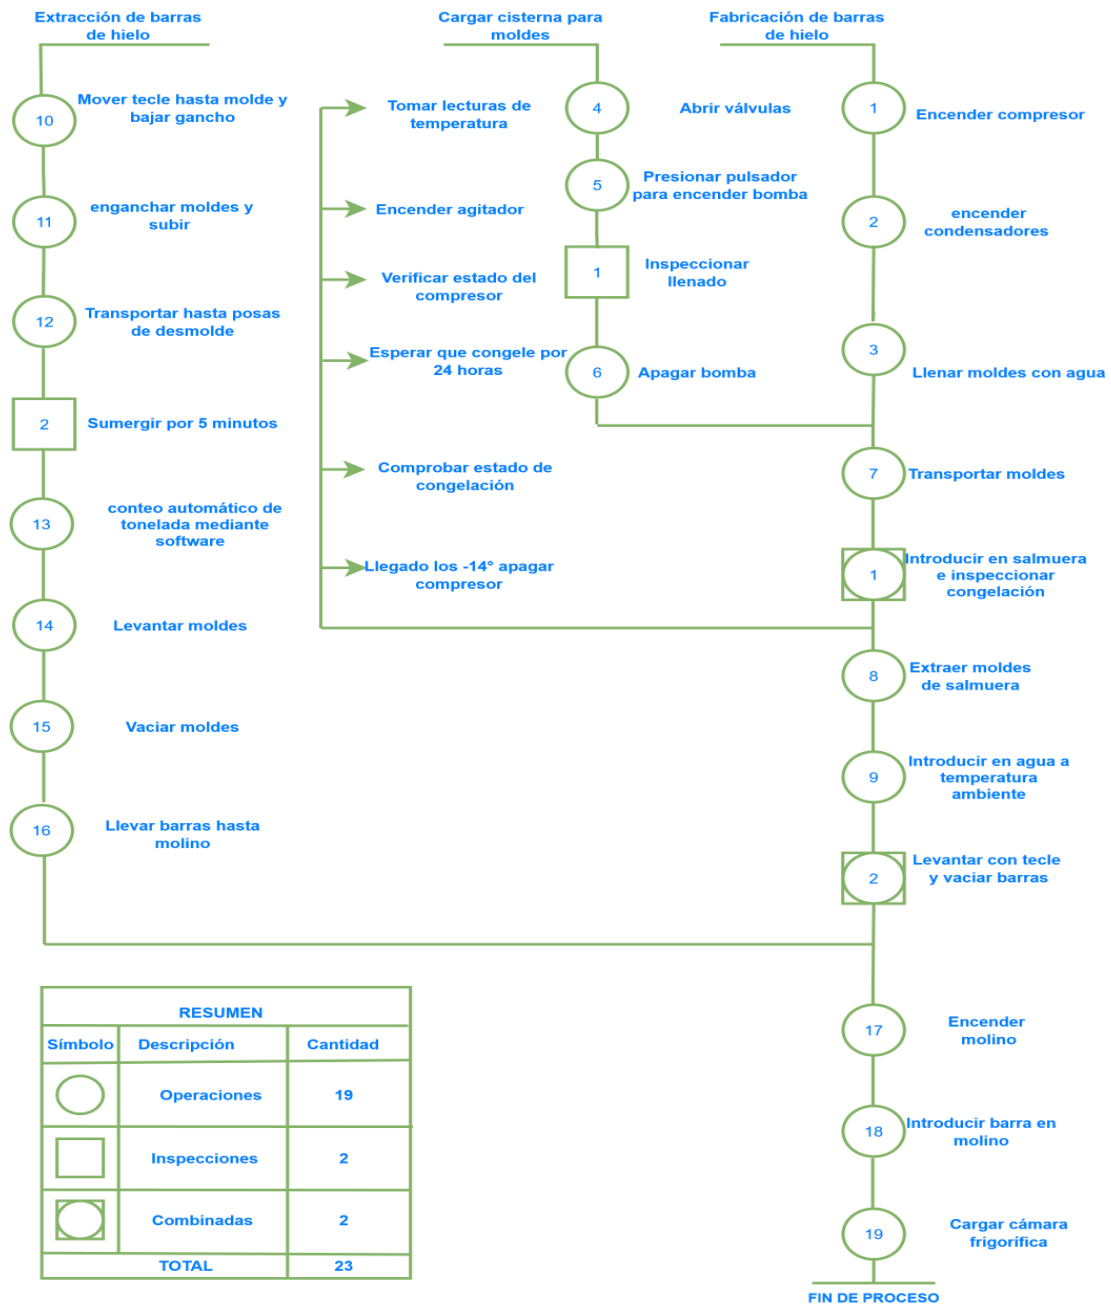 Extracción de barras
de hielo
10
Mover tecle hasta molde y
bajar gancho
11
enganchar moldes y
subir
12
Transportar hasta posas
de desmolde
2
Sumergir por 5 minutos
13
conteo automático de
tonelada mediante
software
14
Levantar moldes
15
Vaciar moldes
16
Llevar barras hasta
molino
Cargar cisterna para
moldes
4
Abrir válvulas
5
Presionar pulsador
para encender bomba
1
Inspeccionar
llenado
6
Apagar bomba
Tomar lecturas de
temperatura
Encender agitador
Verificar estado del
compresor
Esperar que congele por
24 horas
Comprobar estado de
congelación
Llegado los -14° apagar
compresor
Fabricación de barras
de hielo
1
Encender compresor
2
encender
condensadores
3
Llenar moldes con agua
7
Transportar moldes
1
Introducir en salmuera
e inspeccionar
congelación
8
Extraer moldes
de salmuera
9
Introducir en agua a
temperatura
ambiente
2
Levantar con tecle
y vaciar barras
17
Encender
molino
18
Introducir barra en
molino
19
Cargar cámara
frigorífica
FIN DE PROCESO
RESUMEN
Símbolo Descripción Cantidad
Operaciones 19
Inspecciones 2
Combinadas 2
TOTAL 23